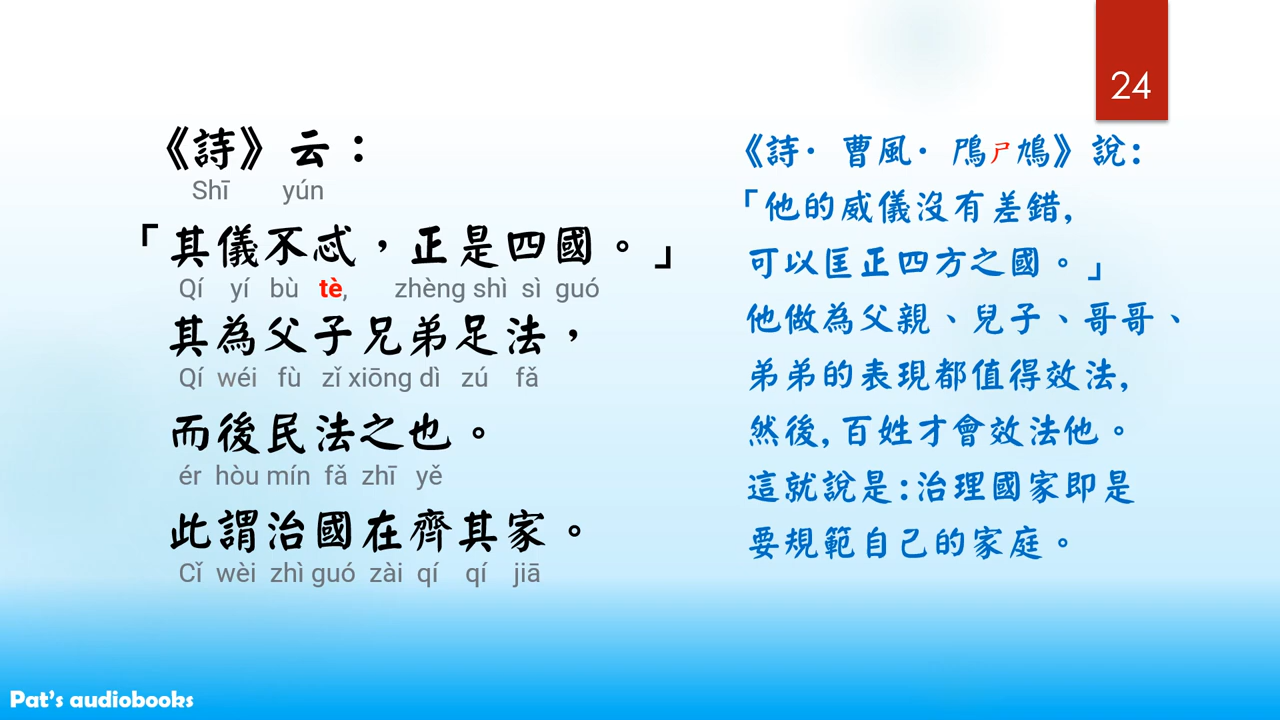 24
《詩》云：
Shī yún
「其儀不忒，正是四國。」
Qí yí bù tè, zhèng shì sì guó
其為父子兄弟足法，
Qí wéi fù zǐ xiōng dì zú fǎ
而後民法之也。
ér hòu mín fǎ zhī yě
此謂治國在齊其家。
Cǐ wèi zhì guó zài qí qí jiā
《詩· 曹風· 鳲ㄕ鳩》說:
「他的威儀沒有差錯,
可以匡正四方之國。」
他做為父親、兒子、哥哥、
弟弟的表現都值得效法,
然後,百姓才會效法他。
這就說是:治理國家即是
要規範自己的家庭。
Pat's audiobooks